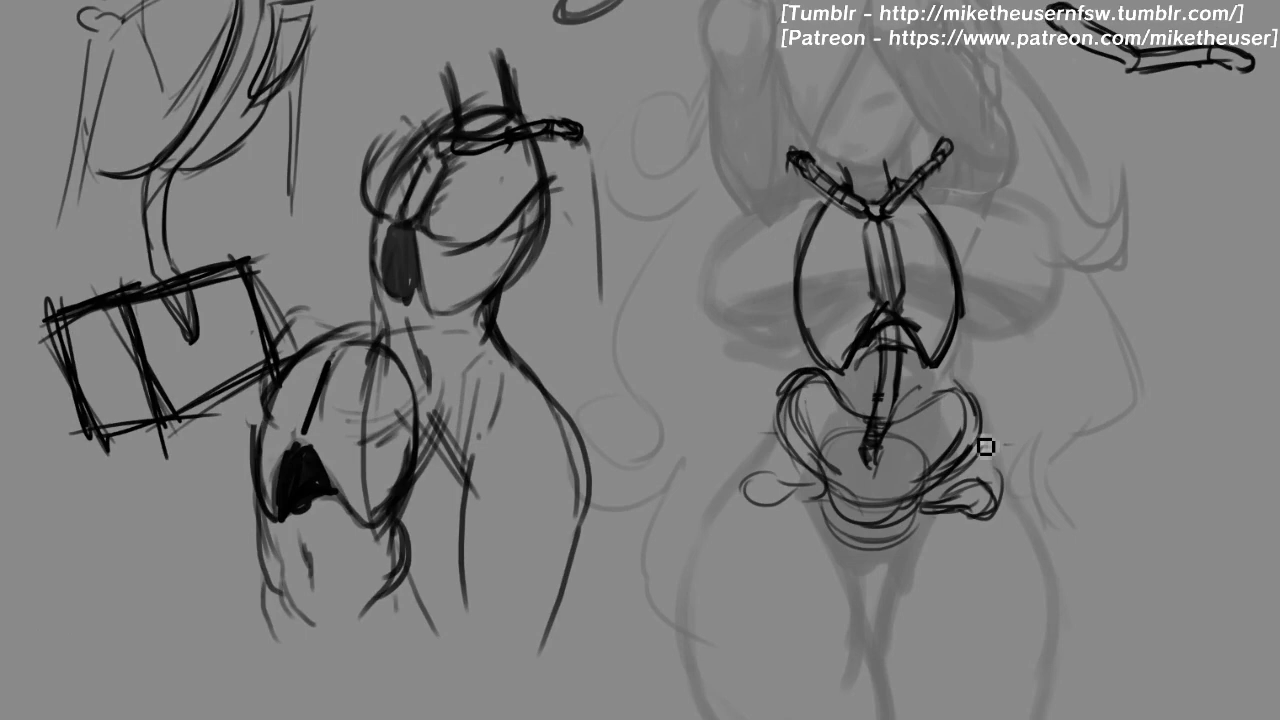 [Tumblr - http://miketheusernfsw.tumblr.com/]
[Patreon - https://www.patreon.com/miketheuser]